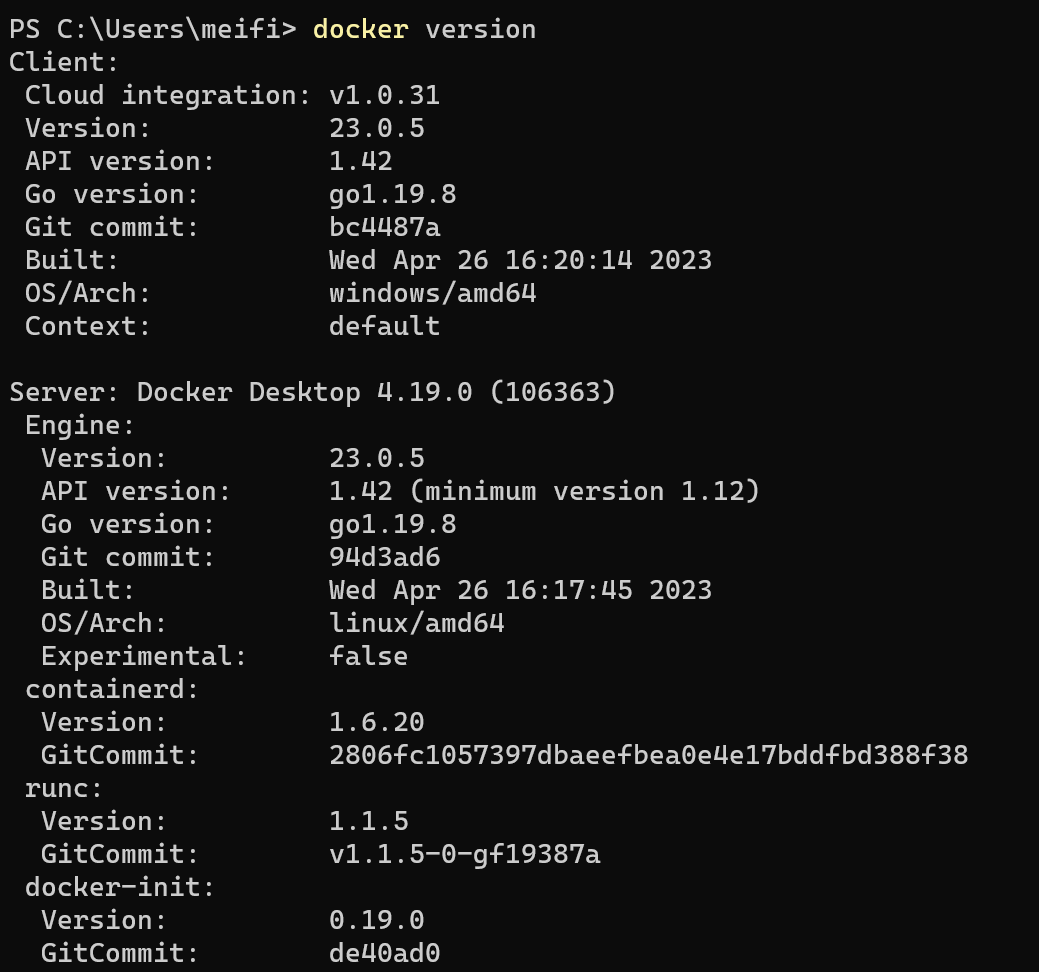 PS C:\Users\meifi> docker version
Client:
 Cloud integration: v1.0.31
 Version:           23.0.5
 API version:       1.42
 Go version:        go1.19.8
 Git commit:        bc4487a
 Built:             Wed Apr 26 16:20:14 2023
 OS/Arch:           windows/amd64
 Context:           default

Server: Docker Desktop 4.19.0 (106363)
 Engine:
  Version:          23.0.5
  API version:      1.42 (minimum version 1.12)
  Go version:       go1.19.8
  Git commit:       94d3ad6
  Built:            Wed Apr 26 16:17:45 2023
  OS/Arch:          linux/amd64
  Experimental:     false
 containerd:
  Version:          1.6.20
  GitCommit:        2806fc1057397dbaeefbea0e4e17bddfbd388f38
 runc:
  Version:          1.1.5
  GitCommit:        v1.1.5-0-gf19387a
 docker-init:
  Version:          0.19.0
  GitCommit:        de40ad0